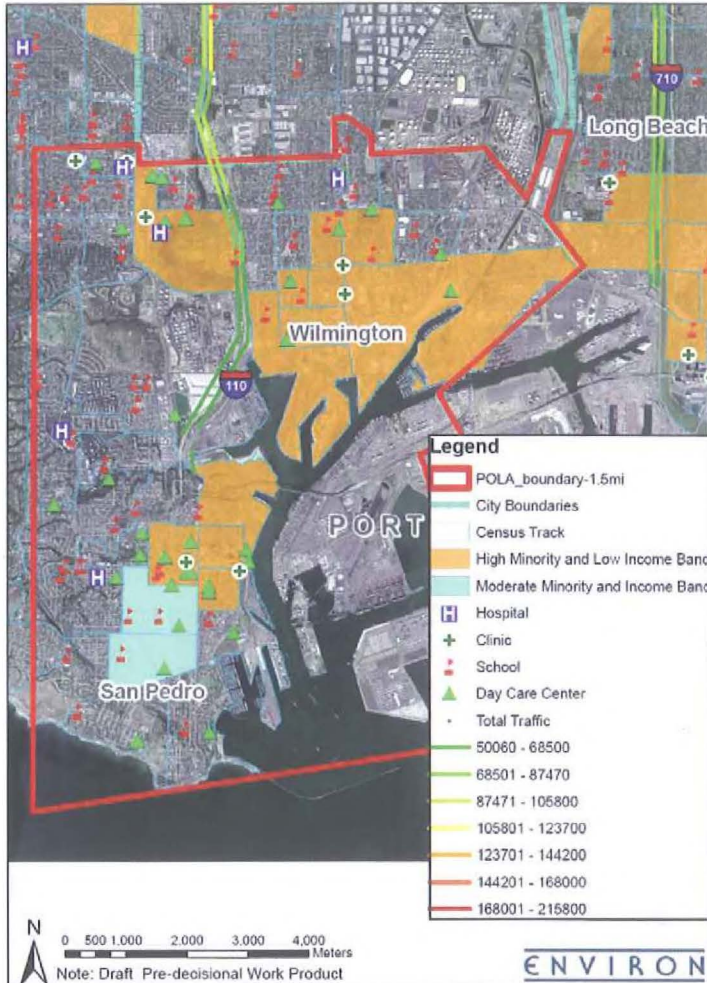 H
710
Long Beach
H
H
H
Wilmington
110
H
PORT
H
San Pedro
Legend
POLA_boundary-1.5mi
City Boundaries
Census Track
High Minority and Low Income Band
Moderate Minority and Income Band
H Hospital
Clinic
School
Day Care Center
Total Traffic
50060 - 68500
68501 - 87470
87471 - 105800
105801 - 123700
123701 - 144200
144201 - 168000
168001 - 215800
N
0 500 1,000 2,000 3,000 4,000
Meters
Note: Draft Pre-decisional Work Product
ENVIRON